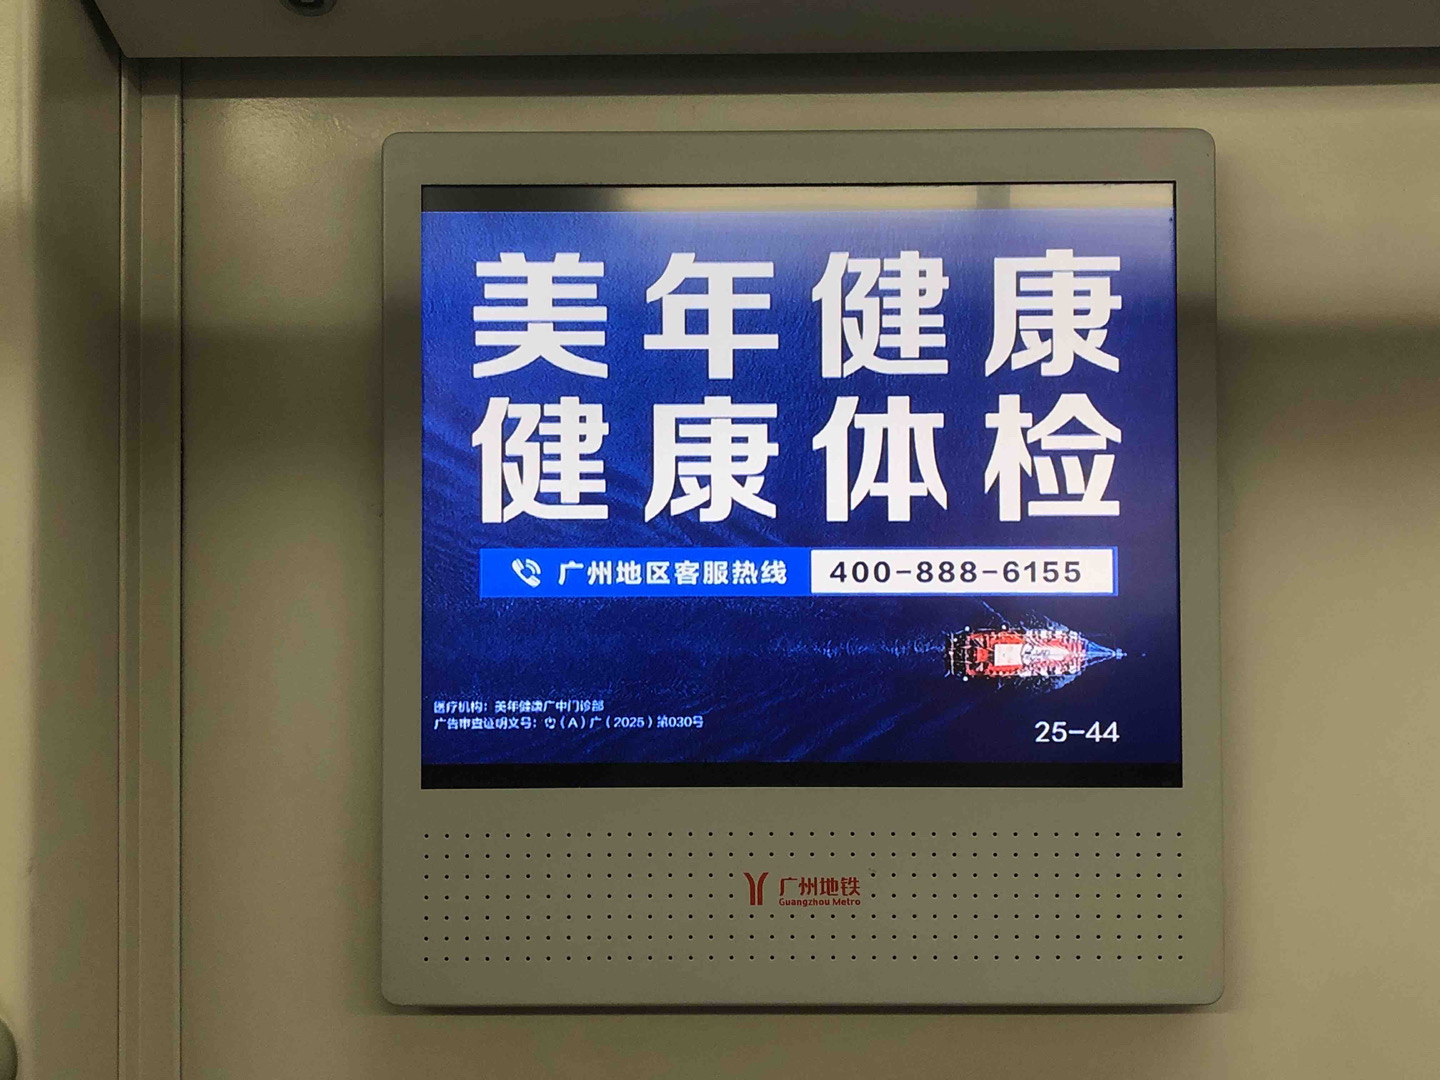 美年健康
健康体检
广州地区客服热线 400-888-6155
医疗机构：美年健康广中门诊部
广告审查证明文号：（A）广（2025）第030号
25-44
广州地铁
Guangzhou Metro